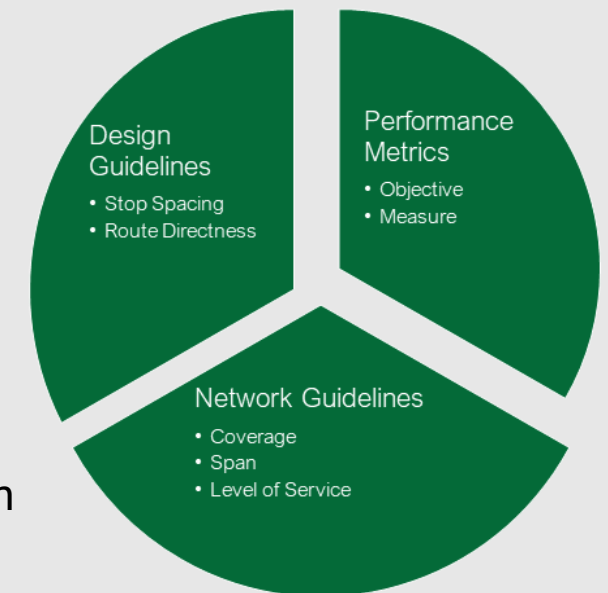 Design
Guidelines
• Stop Spacing
• Route Directness
Performance
Metrics
• Objective
• Measure
Network Guidelines
• Coverage
• Span
• Level of Service
n